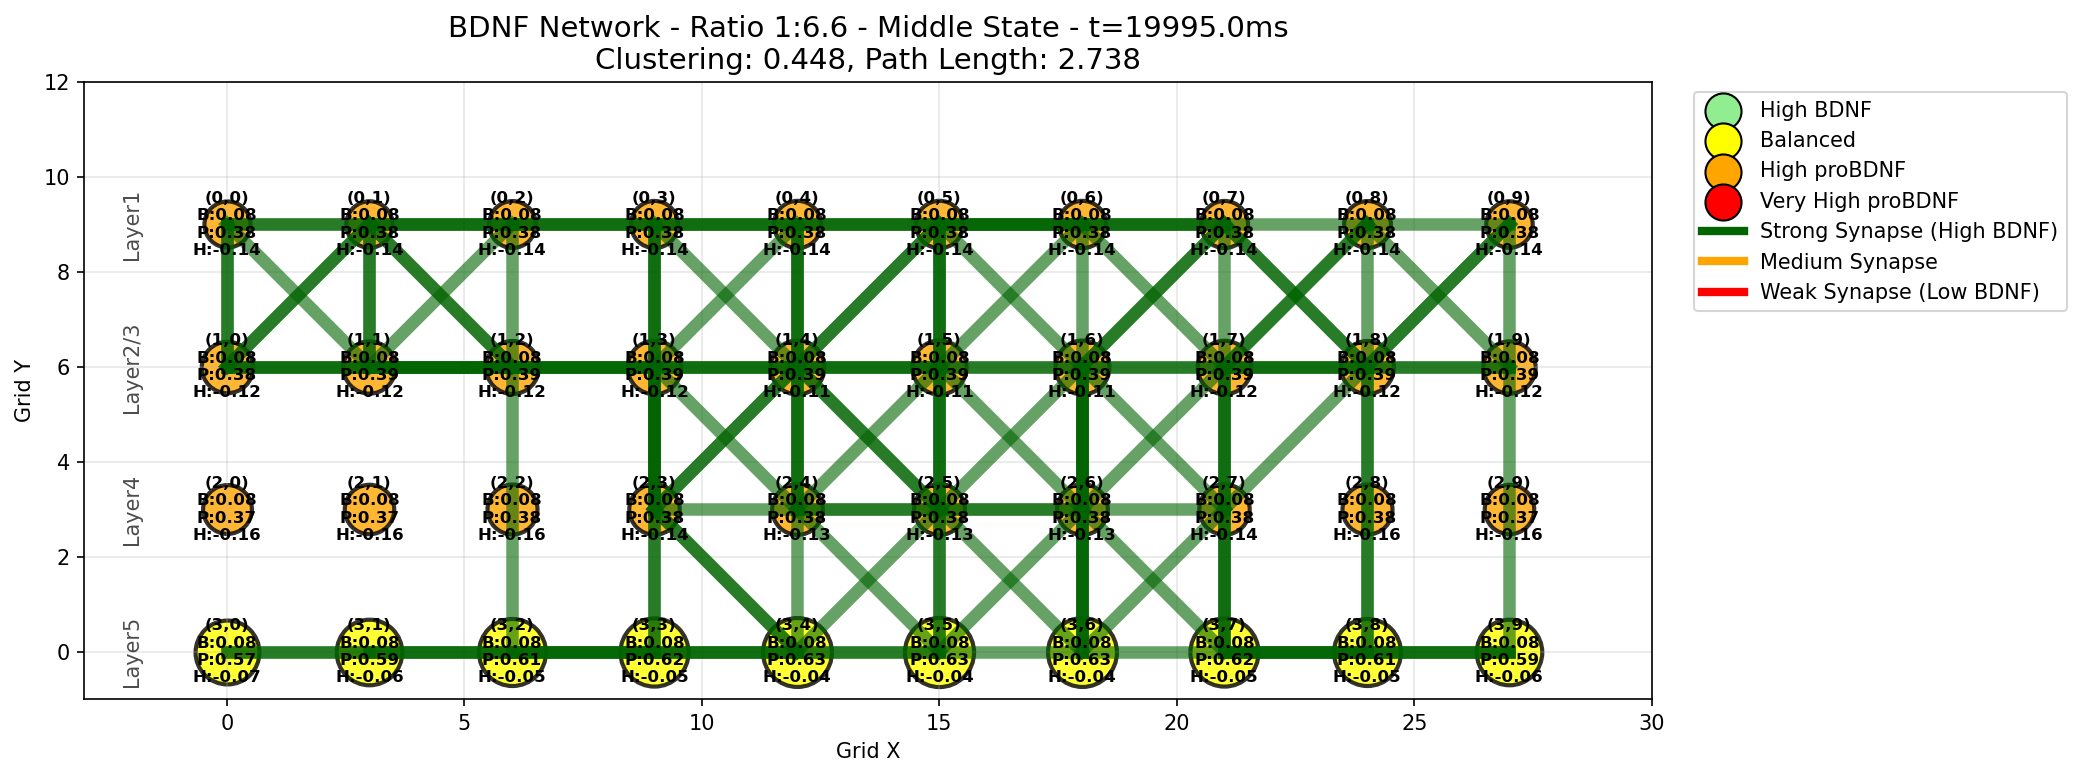 BDNF Network - Ratio 1:6.6 - Middle State - t=19995.0ms
Clustering: 0.448, Path Length: 2.738
High BDNF
Balanced
High proBDNF
Very High proBDNF
Strong Synapse (High BDNF)
Medium Synapse
Weak Synapse (Low BDNF)
Grid Y
12
10
8
6
4
2
0
Layer1
(0,0) (0,1) (0,2) (0,3) (0,4) (0,5) (0,6) (0,7) (0,8) (0,9)
B:0.08 B:0.08 B:0.08 B:0.08 B:0.08 B:0.08 B:0.08 B:0.08 B:0.08 B:0.08
P:0.38 P:0.38 P:0.38 P:0.38 P:0.38 P:0.38 P:0.38 P:0.38 P:0.38 P:0.38
H:-0.14 H:-0.14 H:-0.14 H:-0.14 H:-0.14 H:-0.14 H:-0.14 H:-0.14 H:-0.14 H:-0.14
Layer2/3
(1,0) (1,1) (1,2) (1,3) (1,4) (1,5) (1,6) (1,7) (1,8) (1,9)
B:0.08 B:0.08 B:0.08 B:0.08 B:0.08 B:0.08 B:0.08 B:0.08 B:0.08 B:0.08
P:0.38 P:0.39 P:0.39 P:0.39 P:0.39 P:0.39 P:0.39 P:0.39 P:0.39 P:0.39
H:-0.12 H:-0.12 H:-0.12 H:-0.12 H:-0.11 H:-0.11 H:-0.11 H:-0.12 H:-0.12 H:-0.12
Layer4
(2,0) (2,1) (2,2) (2,3) (2,4) (2,5) (2,6) (2,7) (2,8) (2,9)
B:0.08 B:0.08 B:0.08 B:0.08 B:0.08 B:0.08 B:0.08 B:0.08 B:0.08 B:0.08
P:0.37 P:0.37 P:0.38 P:0.38 P:0.38 P:0.38 P:0.38 P:0.38 P:0.38 P:0.37
H:-0.16 H:-0.16 H:-0.16 H:-0.14 H:-0.13 H:-0.13 H:-0.13 H:-0.14 H:-0.16 H:-0.16
Layer5
(3,0) (3,1) (3,2) (3,3) (3,4) (3,5) (3,6) (3,7) (3,8) (3,9)
B:0.08 B:0.08 B:0.08 B:0.08 B:0.08 B:0.08 B:0.08 B:0.08 B:0.08 B:0.08
P:0.57 P:0.59 P:0.61 P:0.62 P:0.63 P:0.63 P:0.63 P:0.62 P:0.61 P:0.59
H:-0.07 H:-0.06 H:-0.05 H:-0.05 H:-0.04 H:-0.04 H:-0.04 H:-0.05 H:-0.05 H:-0.06
0 5 10 15 20 25 30
Grid X